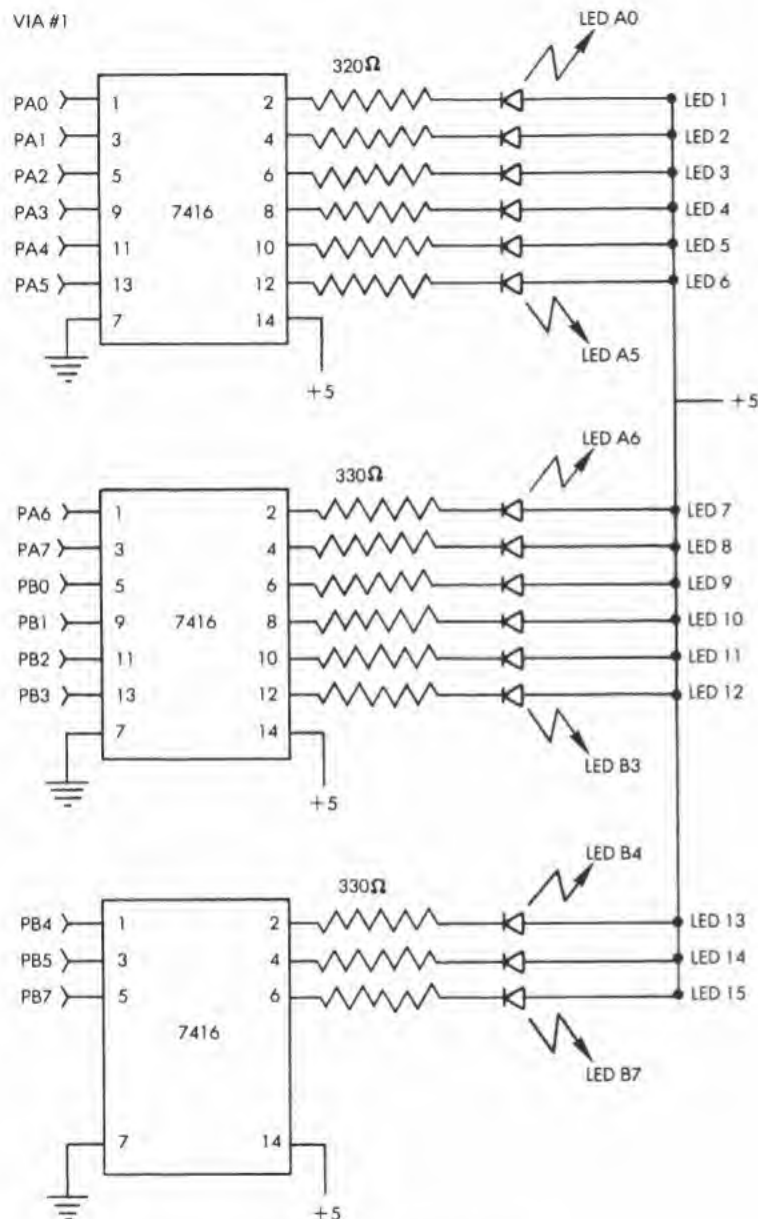 VIA #1
LED A0
320Ω
PA0 1 2 LED 1
PA1 3 4 LED 2
PA2 5 6 LED 3
PA3 9 7416 8 LED 4
PA4 11 10 LED 5
PA5 13 12 LED 6
7 14
LED A5
+5
+5
LED A6
330Ω
PA6 1 2 LED 7
PA7 3 4 LED 8
PB0 5 6 LED 9
PB1 9 7416 8 LED 10
PB2 11 10 LED 11
PB3 13 12 LED 12
7 14
LED B3
+5
LED B4
330Ω
PB4 1 2 LED 13
PB5 3 4 LED 14
PB7 5 6 LED 15
7416
LED B7
7 14
+5